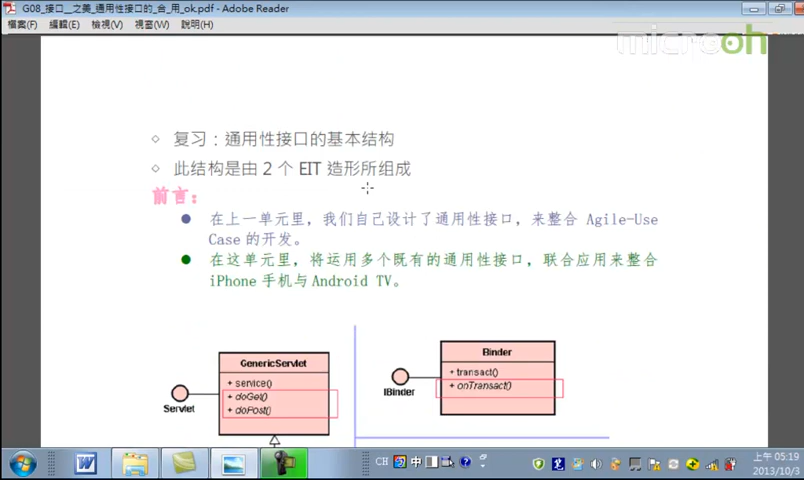 G08_接口__之美_通用性接口的_合_用_ok.pdf - Adobe Reader
檔案(F) 編輯(E) 檢視(V) 視窗(W) 說明(H)
microoh
◇ 复习：通用性接口的基本结构
◇ 此结构是由 2 个 EIT 造形所组成
前言：
● 在上一单元里，我们自己设计了通用性接口，来整合 Agile-Use
Case 的开发。
● 在这单元里，将运用多个既有的通用性接口，联合应用来整合
iPhone 手机与 Android TV。
GenericServlet
+ service()
+ doGet()
+ doPost()
Servlet
Binder
+ transact()
+ onTransact()
IBinder
CH 中
上午 05:19
2013/10/3